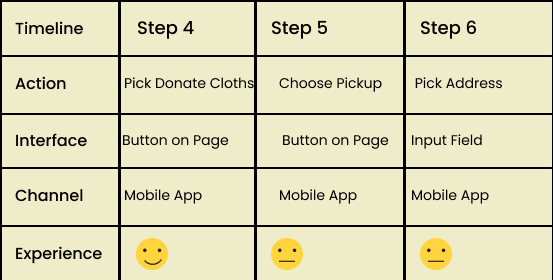 Timeline Step 4 Step 5 Step 6
Action Pick Donate Cloths Choose Pickup Pick Address
Interface Button on Page Button on Page Input Field
Channel Mobile App Mobile App Mobile App
Experience